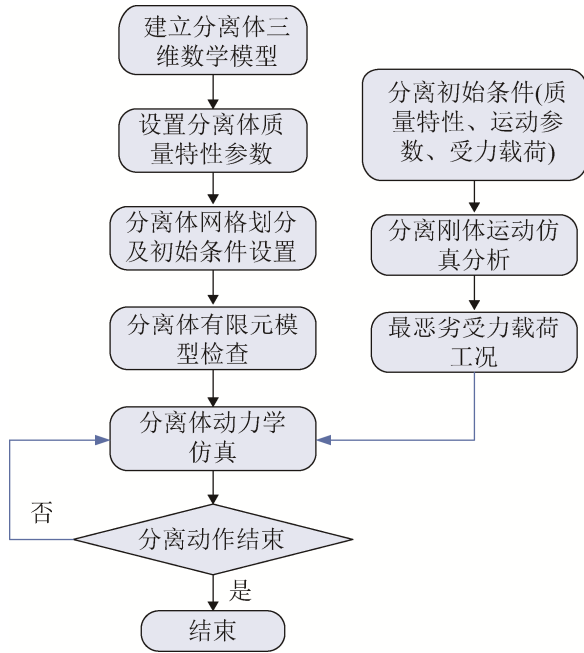 建立分离体三
维数学模型
设置分离体质
量特性参数
分离体网格划分
及初始条件设置
分离体有限元模
型检查
分离体动力学
仿真
否
分离动作结束
是
结束
分离初始条件(质
量特性、运动参
数、受力载荷)
分离刚体运动仿
真分析
最恶劣受力载荷
工况